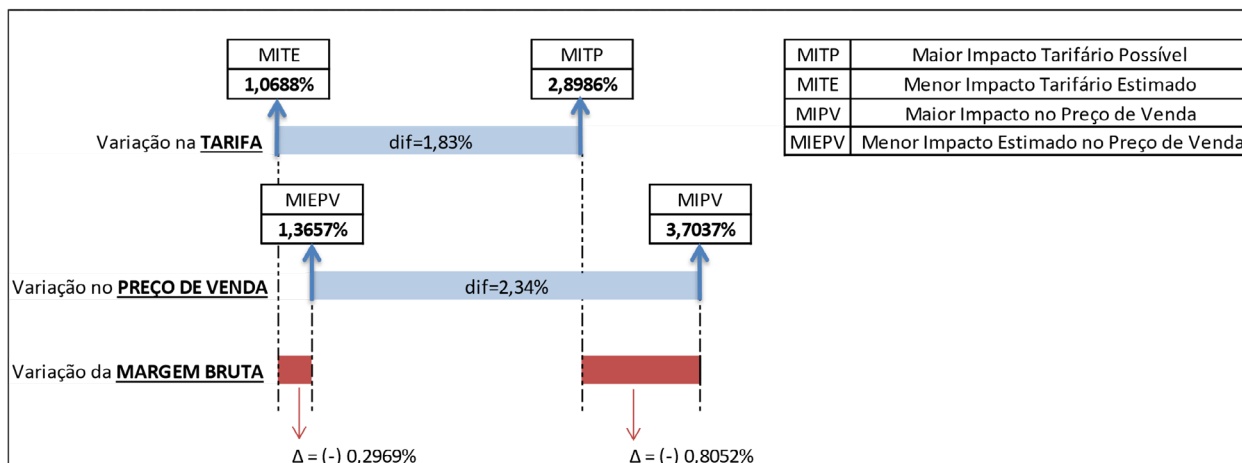 MITE
1,0688%
MITP
2,8986%
MITP Maior Impacto Tarifário Possível
MITE Menor Impacto Tarifário Estimado
MIPV Maior Impacto no Preço de Venda
MIEPV Menor Impacto Estimado no Preço de Venda
Variação na TARIFA
dif=1,83%
MIEPV
1,3657%
MIPV
3,7037%
Variação no PREÇO DE VENDA
dif=2,34%
Variação da MARGEM BRUTA
Δ = (-) 0,2969%
Δ = (-) 0,8052%